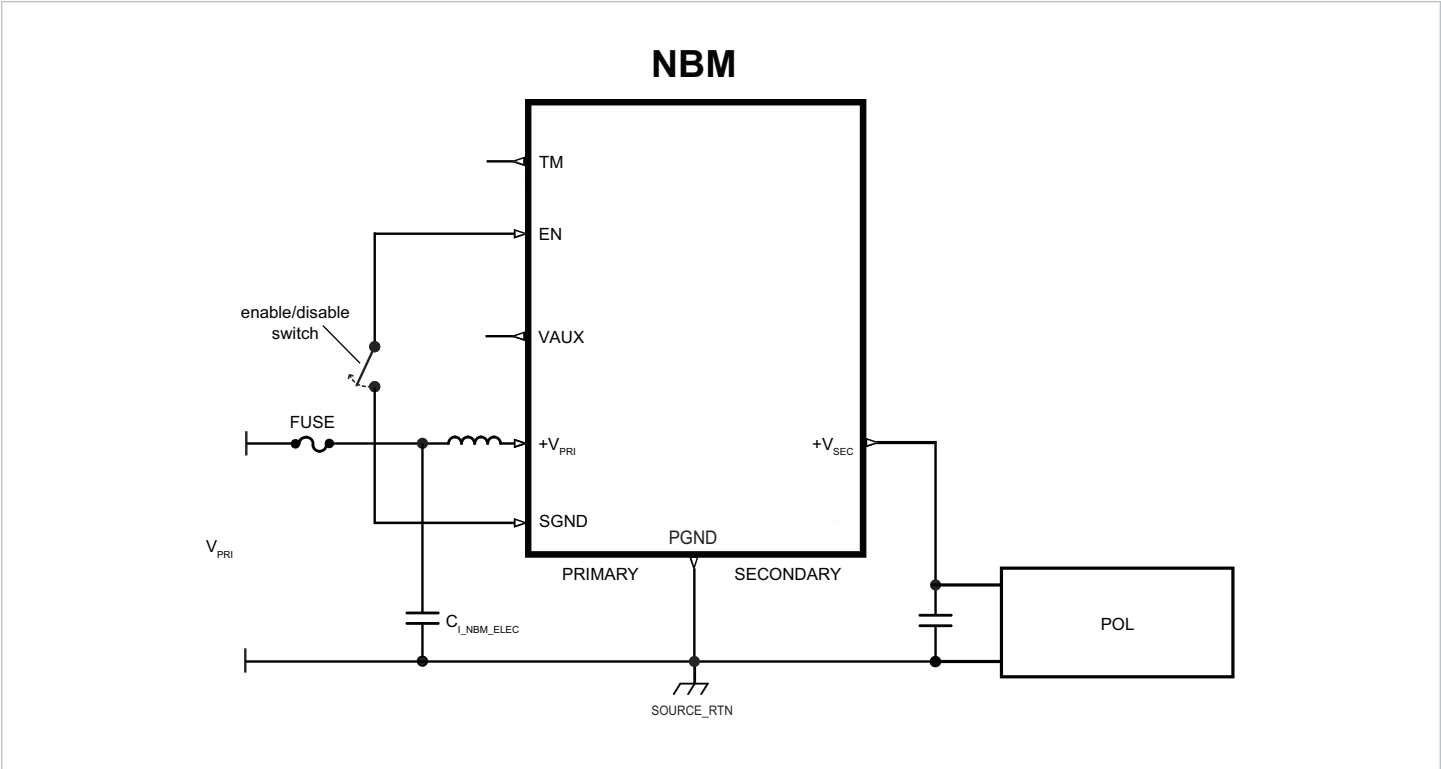 NBM
TM
EN
enable/disable
switch
VAUX
FUSE
+VPRI
+VSEC
SGND
PGND
VPRI
PRIMARY
SECONDARY
CI_NBM_ELEC
POL
SOURCE_RTN